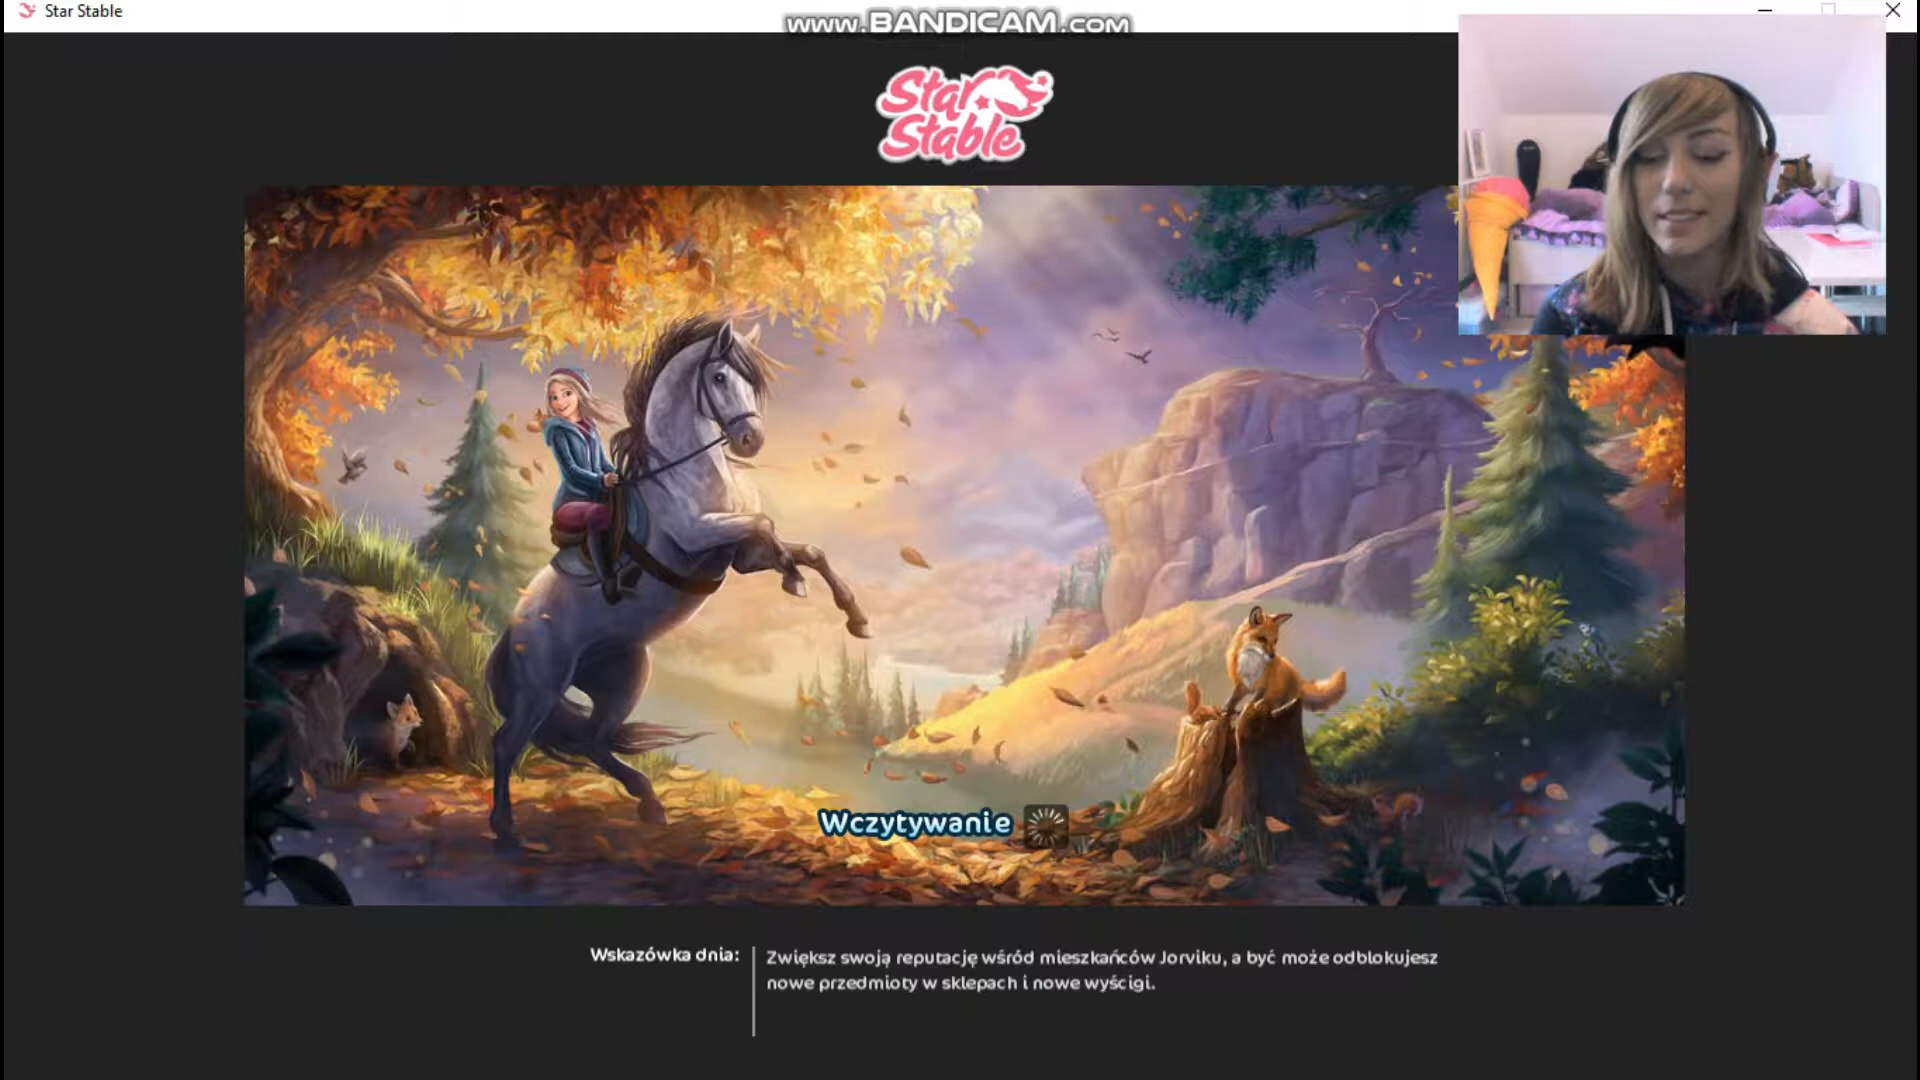 Star Stable
www.BANDICAM.com
Star
Stable
Wczytywanie
Wskazówka dnia:
Zwiększ swoją reputację wśród mieszkańców Jorviku, a być może odblokujesz
nowe przedmioty w sklepach i nowe wyścigi.